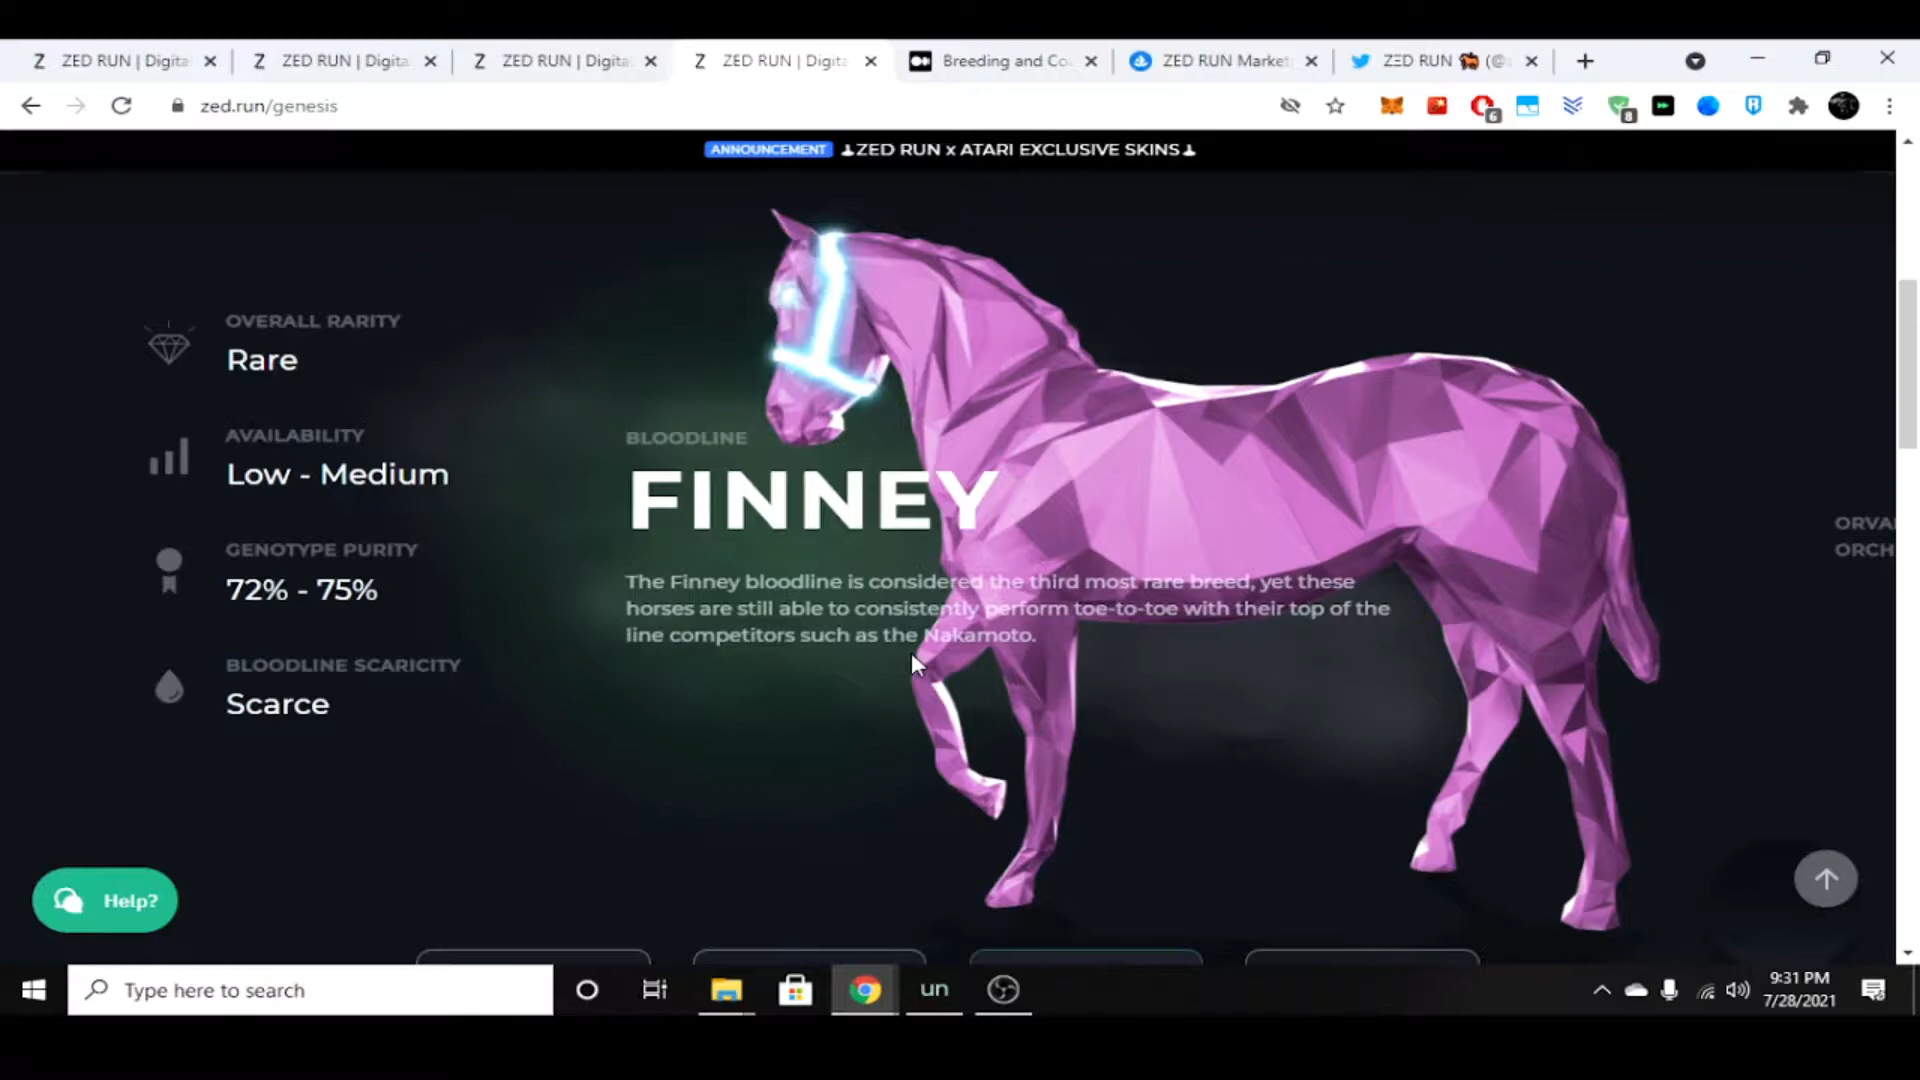 ZED RUN | Digita
ZED RUN | Digita
ZED RUN | Digita
ZED RUN | Digita
Breeding and Co
ZED RUN Market
ZED RUN (@
zed.run/genesis
6
8
ANNOUNCEMENT ZED RUN x ATARI EXCLUSIVE SKINS
OVERALL RARITY
Rare
AVAILABILITY
Low - Medium
GENOTYPE PURITY
72% - 75%
BLOODLINE SCARICITY
Scarce
BLOODLINE
FINNEY
The Finney bloodline is considered the third most rare breed, yet these
horses are still able to consistently perform toe-to-toe with their top of the
line competitors such as the Nakamoto.
ORVA
ORCH
Help?
Type here to search
un
9:31 PM
7/28/2021